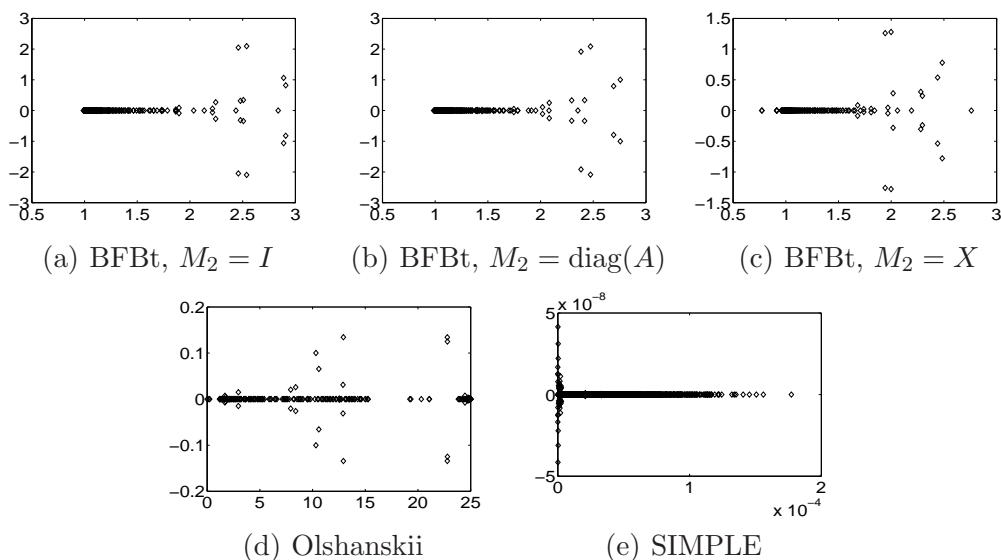 3
2
1
0
−1
−2
−3
0.5 1 1.5 2 2.5 3
(a) BFBt, M₂ = I
3
2
1
0
−1
−2
−3
0.5 1 1.5 2 2.5 3
(b) BFBt, M₂ = diag(A)
1.5
1
0.5
0
−0.5
−1
−1.5
0.5 1 1.5 2 2.5 3
(c) BFBt, M₂ = X
0.2
0.1
0
−0.1
−0.2
0 5 10 15 20 25
(d) Olshanskii
x 10⁻⁸
5
0
−5
0 1 2
x 10⁻⁴
(e) SIMPLE